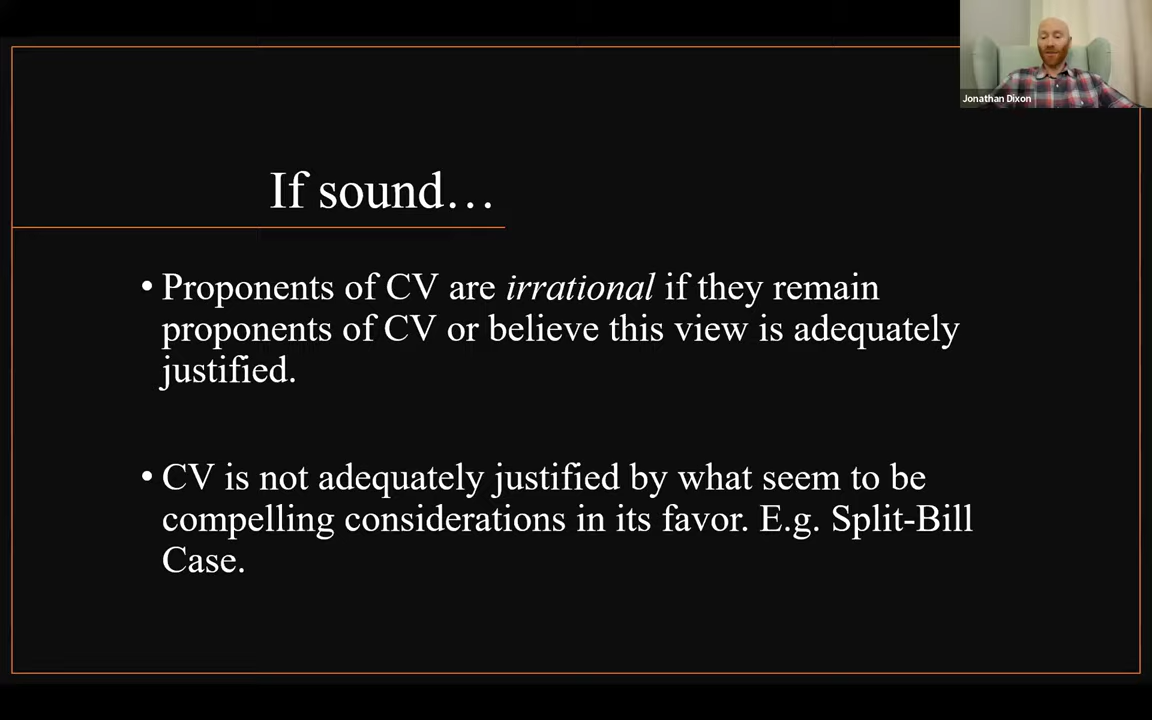 Jonathan Dixon
If sound…
• Proponents of CV are irrational if they remain
proponents of CV or believe this view is adequately
justified.
• CV is not adequately justified by what seem to be
compelling considerations in its favor. E.g. Split-Bill
Case.